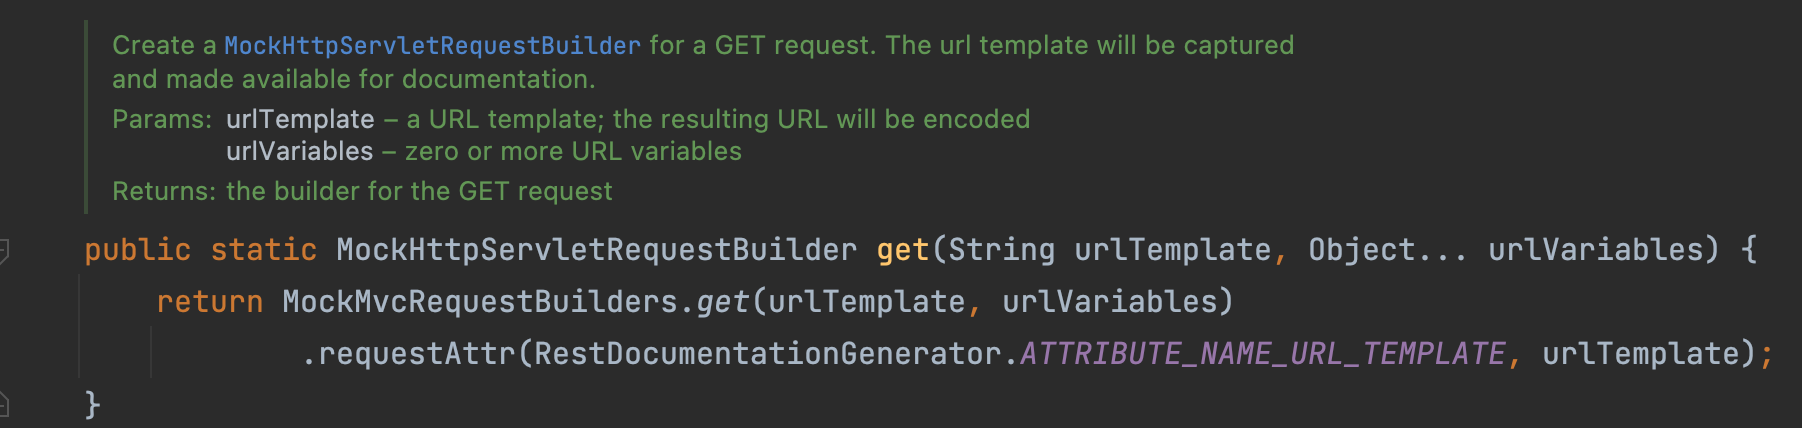 Create a MockHttpServletRequestBuilder for a GET request. The url template will be captured
and made available for documentation.
Params: urlTemplate – a URL template; the resulting URL will be encoded
urlVariables – zero or more URL variables
Returns: the builder for the GET request
public static MockHttpServletRequestBuilder get(String urlTemplate, Object... urlVariables) {
return MockMvcRequestBuilders.get(urlTemplate, urlVariables)
.requestAttr(RestDocumentationGenerator.ATTRIBUTE_NAME_URL_TEMPLATE, urlTemplate);
}